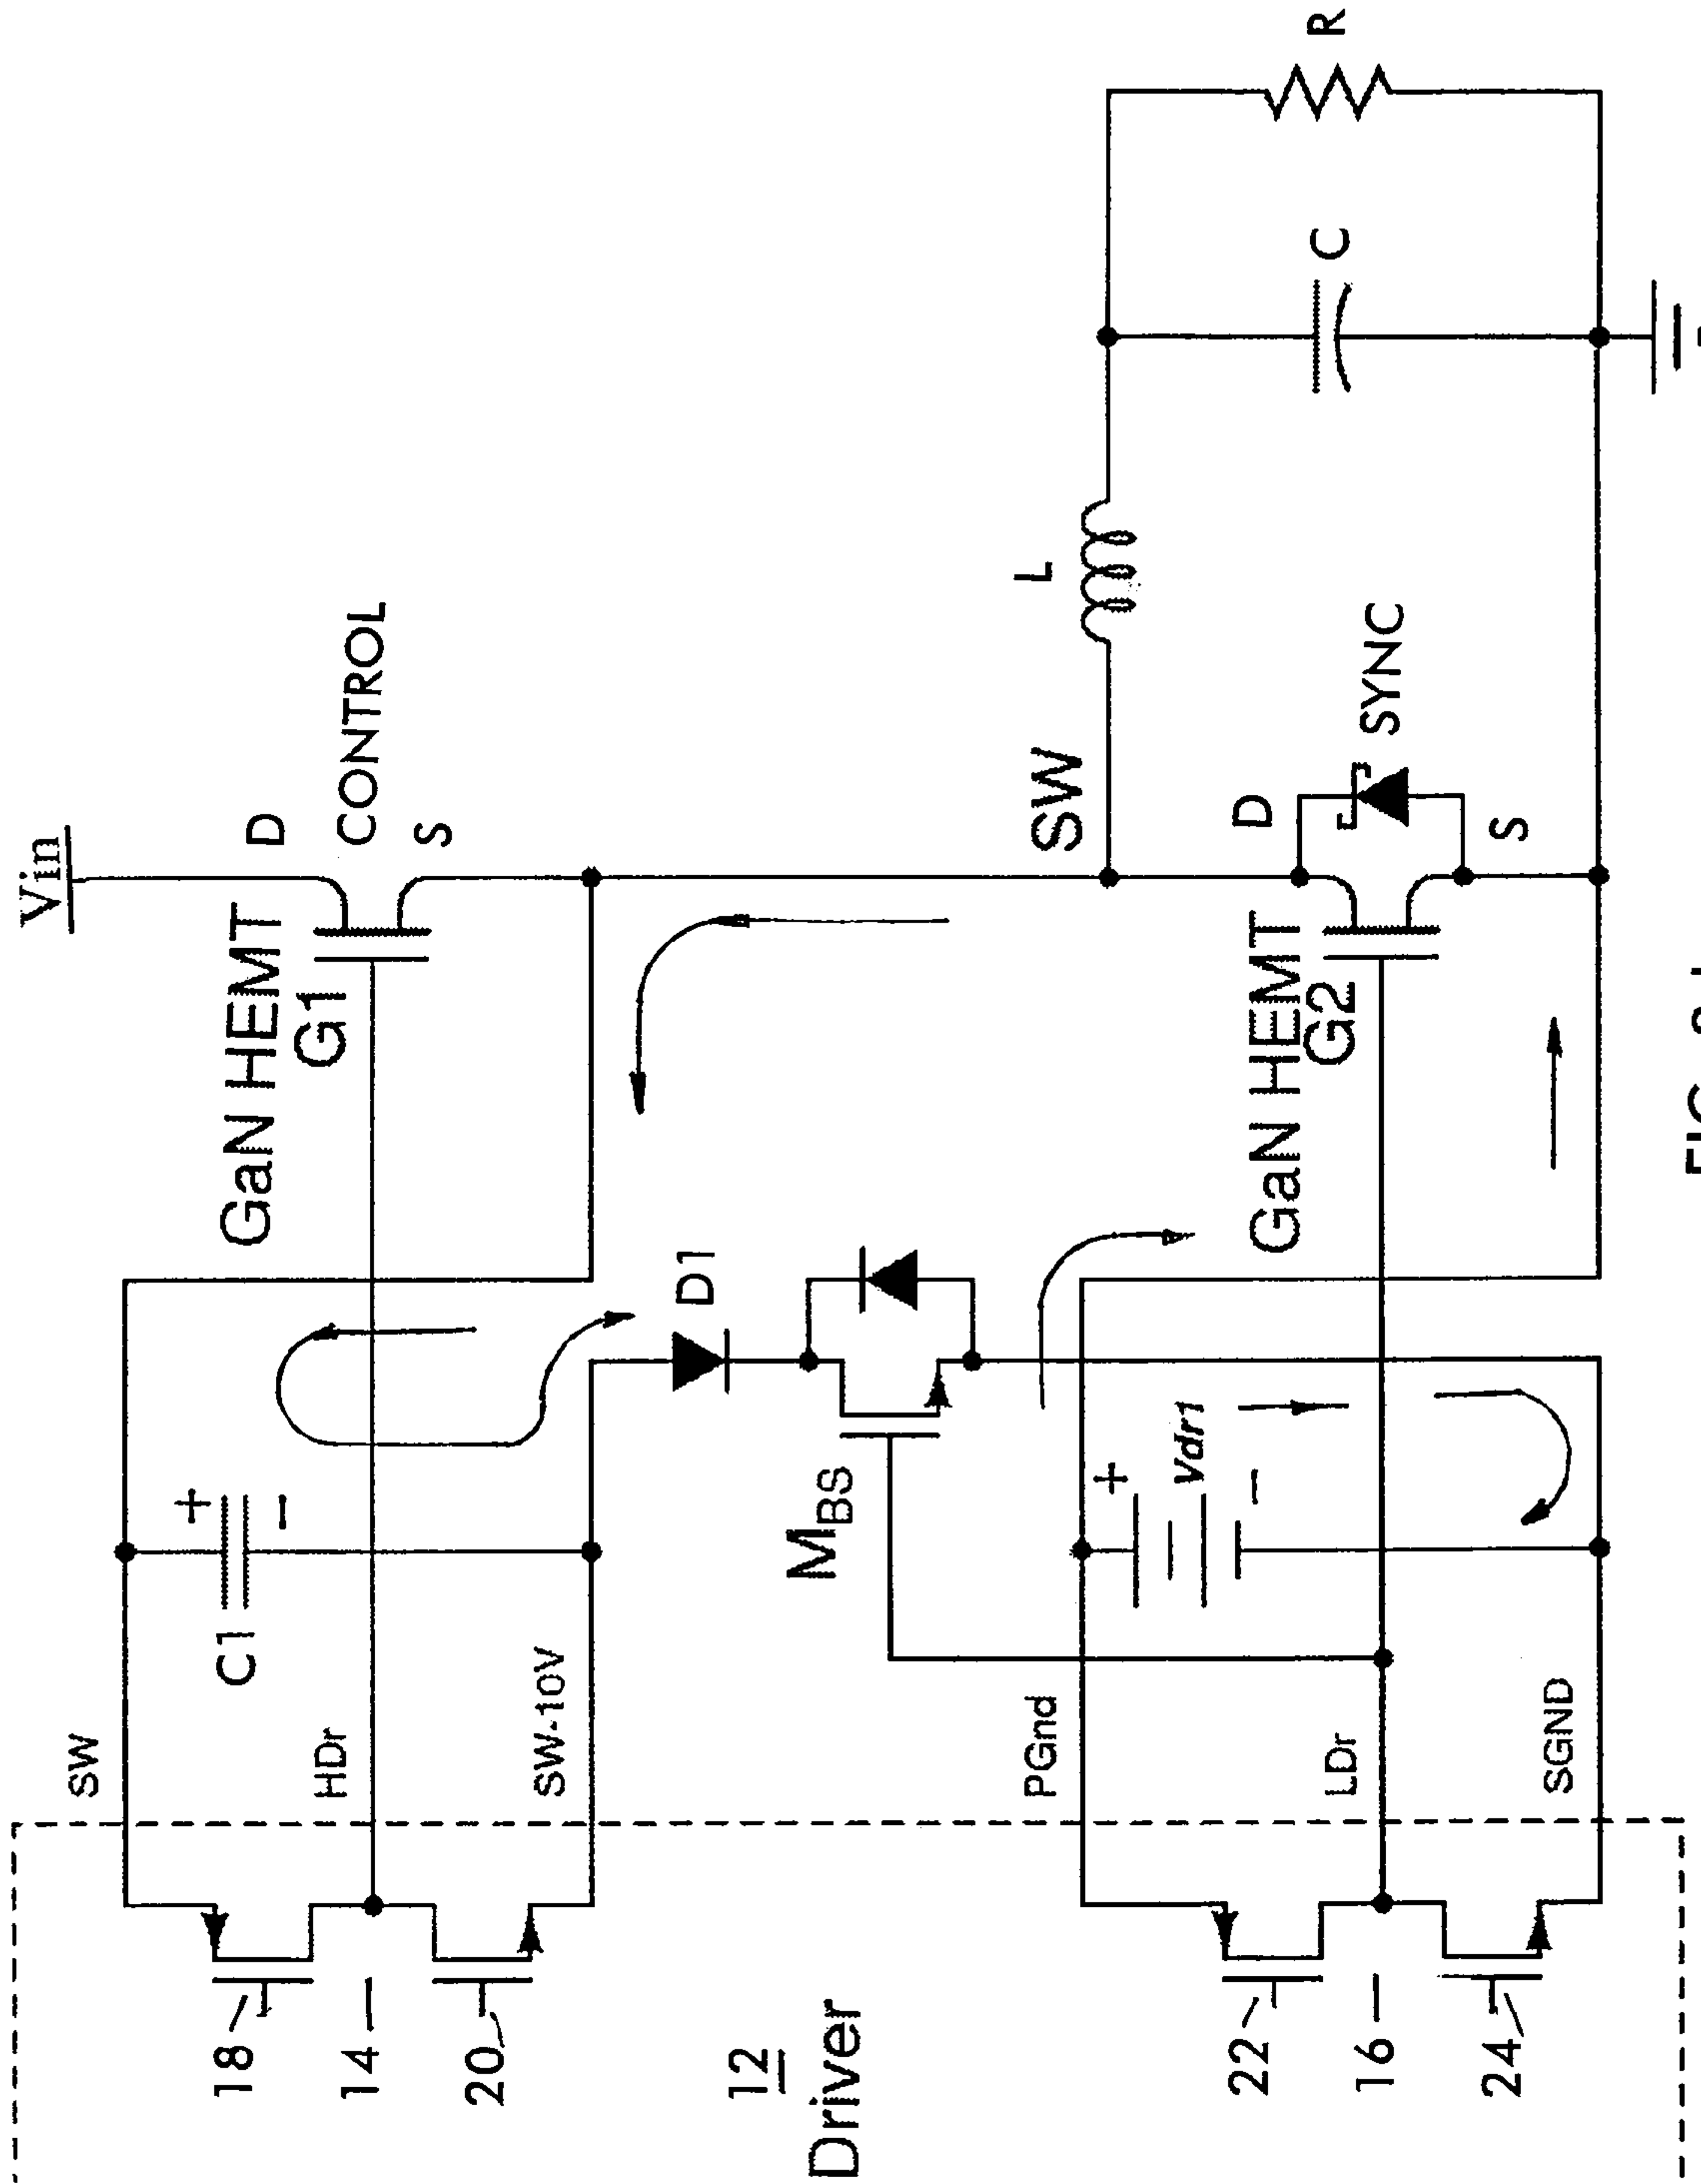 Vin
D
CONTROL
S
GaN HEMT
G1
SW
C1
+
−
HDr
SW-10V
18
14
20
D1
MBS
12
Driver
SW
L
C
R
D
SYNC
S
GaN HEMT
G2
PGnd
+
Vdr1
−
LDr
SGND
22
16
24